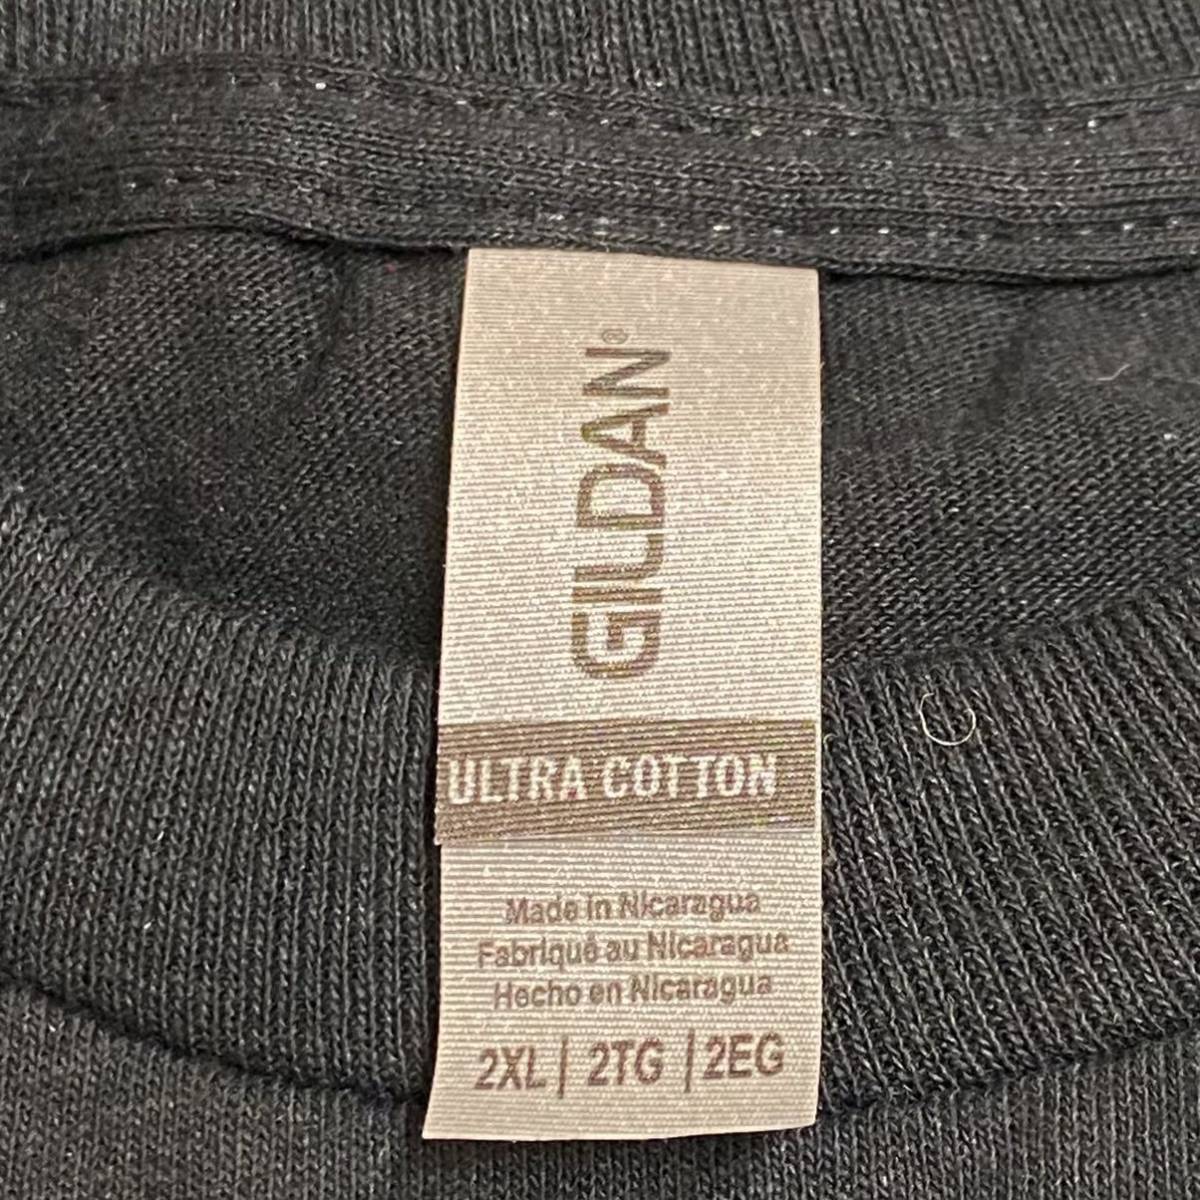 GILDAN®
ULTRA COTTON
Made in Nicaragua
Fabriqué au Nicaragua
Hecho en Nicaragua
2XL | 2TG | 2EG